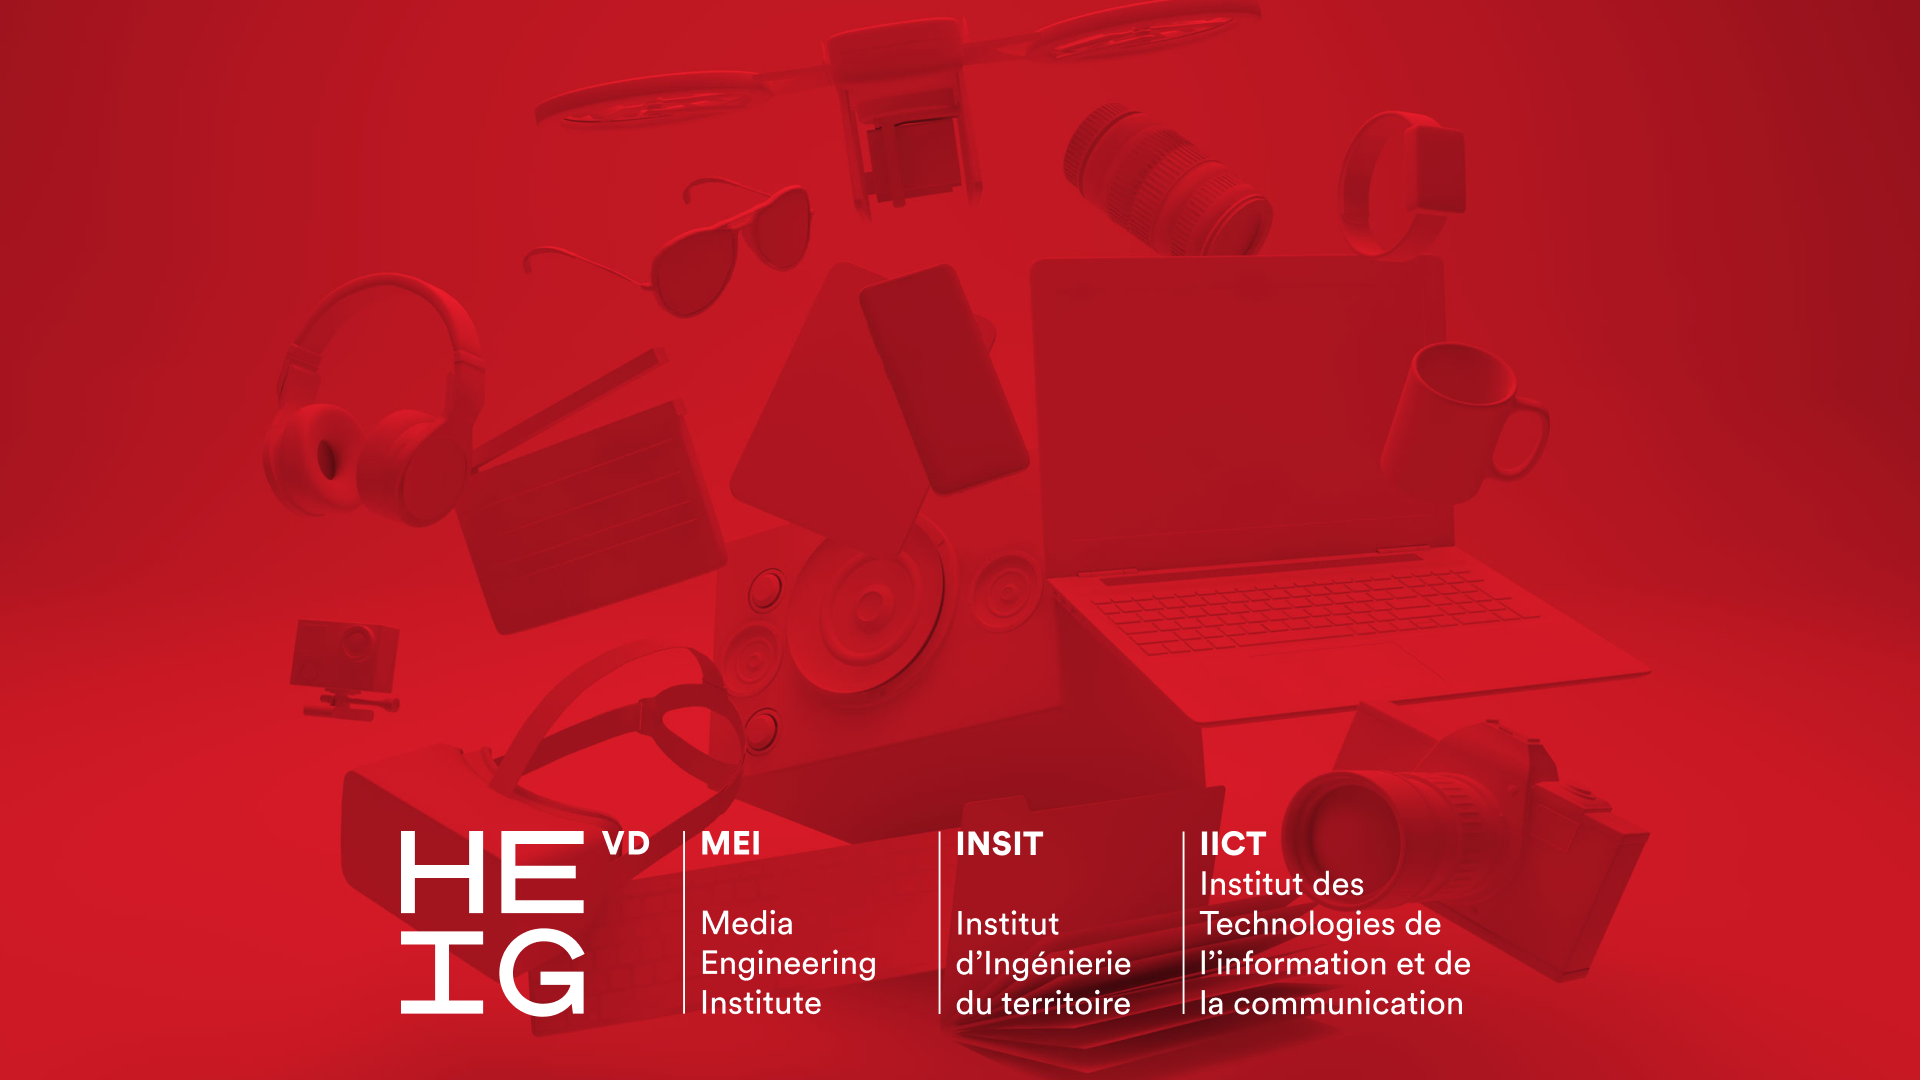 HE
IG
VD
MEI
Media
Engineering
Institute
INSIT
Institut
d’Ingénierie
du territoire
IICT
Institut des
Technologies de
l’information et de
la communication